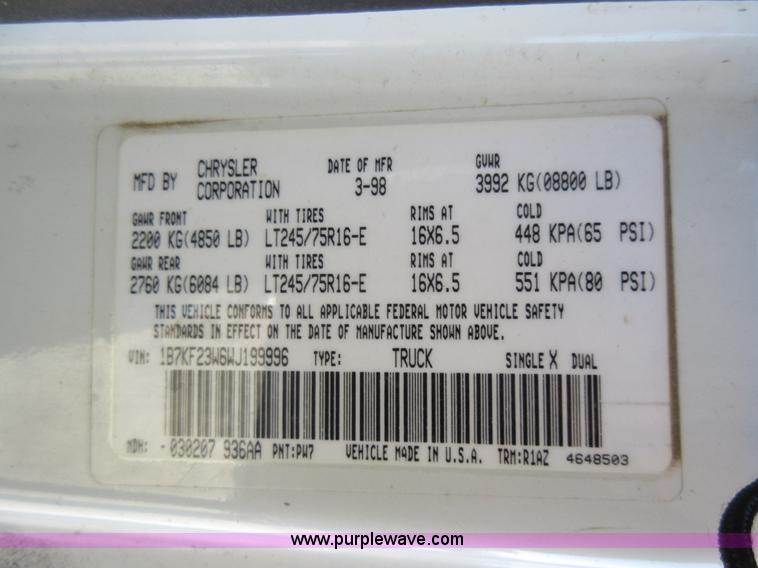 MFD BY CHRYSLER CORPORATION DATE OF MFR 3-98 GVWR 3992 KG(08800 LB)
GAWR FRONT WITH TIRES RIMS AT COLD
2200 KG(4850 LB) LT245/75R16-E 16X6.5 448 KPA(65 PSI)
GAWR REAR WITH TIRES RIMS AT COLD
2760 KG(6084 LB) LT245/75R16-E 16X6.5 551 KPA(80 PSI)
THIS VEHICLE CONFORMS TO ALL APPLICABLE FEDERAL MOTOR VEHICLE SAFETY
STANDARDS IN EFFECT ON THE DATE OF MANUFACTURE SHOWN ABOVE.
VIN: 1B7KF23W6WJ199996 TYPE: TRUCK SINGLE X DUAL
MDH: -030207 936AA PNT:PW7 VEHICLE MADE IN U.S.A. TRM:R1AZ 4648503
www.purplewave.com